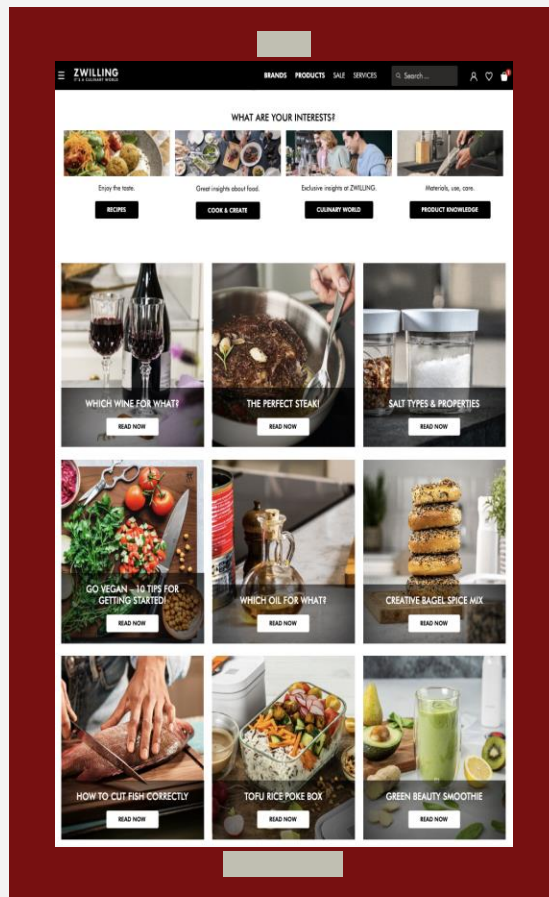 ZWILLING
IT'S A CULINARY WORLD
BRANDS PRODUCTS SALE SERVICES
Search ...
WHAT ARE YOUR INTERESTS?
Enjoy the taste.
Great insights about food.
Exclusive insights at ZWILLING.
Materials, use, care.
RECIPES
COOK & CREATE
CULINARY WORLD
PRODUCT KNOWLEDGE
WHICH WINE FOR WHAT?
READ NOW
THE PERFECT STEAK!
READ NOW
SALT TYPES & PROPERTIES
READ NOW
GO VEGAN – 10 TIPS FOR
GETTING STARTED!
READ NOW
WHICH OIL FOR WHAT?
READ NOW
CREATIVE BAGEL SPICE MIX
READ NOW
HOW TO CUT FISH CORRECTLY
READ NOW
TOFU RICE POKE BOX
READ NOW
GREEN BEAUTY SMOOTHIE
READ NOW